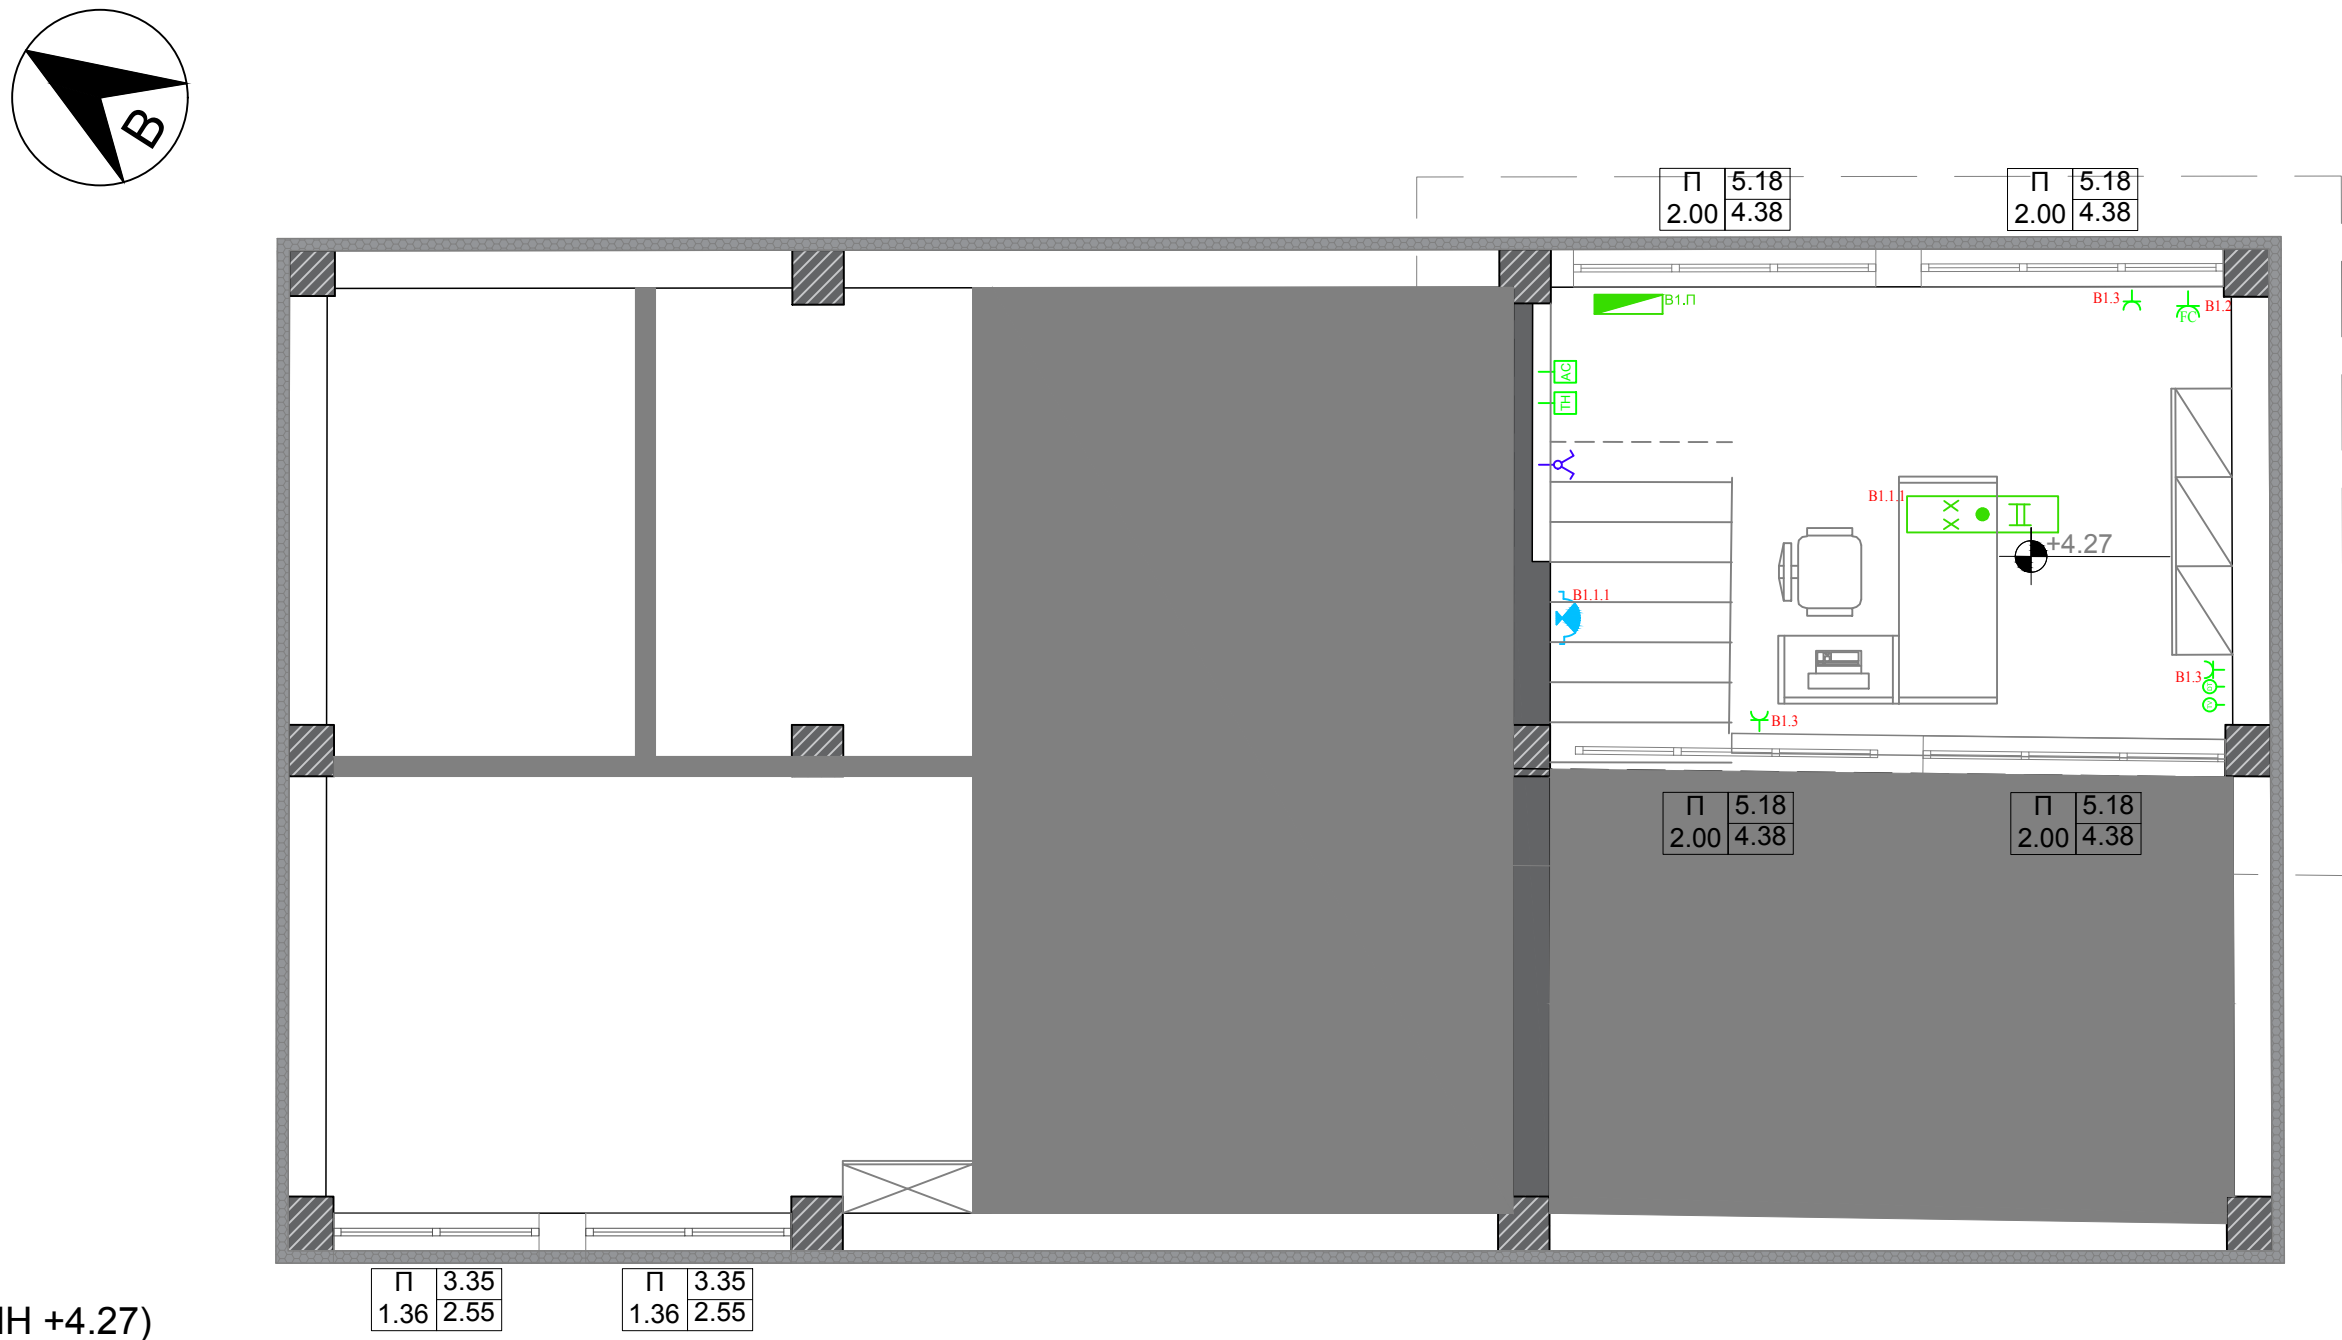 В
П 5.18
2.00 4.38
П 5.18
2.00 4.38
В1.П
В1.3
В1.2
FC
АС
ТН
В1.1.1
+4.27
В1.1.1
В1.3
В1.3
П 5.18
2.00 4.38
П 5.18
2.00 4.38
П 3.35
1.36 2.55
П 3.35
1.36 2.55
Н +4.27)